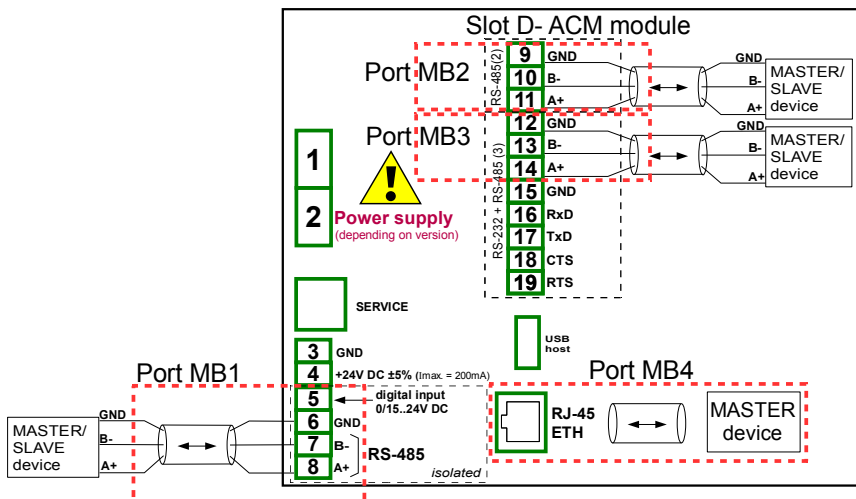 Slot D- ACM module
Port MB2
RS-485(2)
9 GND
10 B-
11 A+
GND
B-
A+
MASTER/
SLAVE
device
Port MB3
RS-232 + RS-485 (3)
12 GND
13 B-
14 A+
15 GND
16 RxD
17 TxD
18 CTS
19 RTS
GND
B-
A+
MASTER/
SLAVE
device
1
2
!
Power supply
(depending on version)
SERVICE
USB
host
3 GND
4 +24V DC ±5% (Imax. = 200mA)
5 digital input
0/15..24V DC
6 GND
7 B-
8 A+
RS-485
isolated
Port MB1
GND
B-
A+
MASTER/
SLAVE
device
Port MB4
RJ-45
ETH
MASTER
device